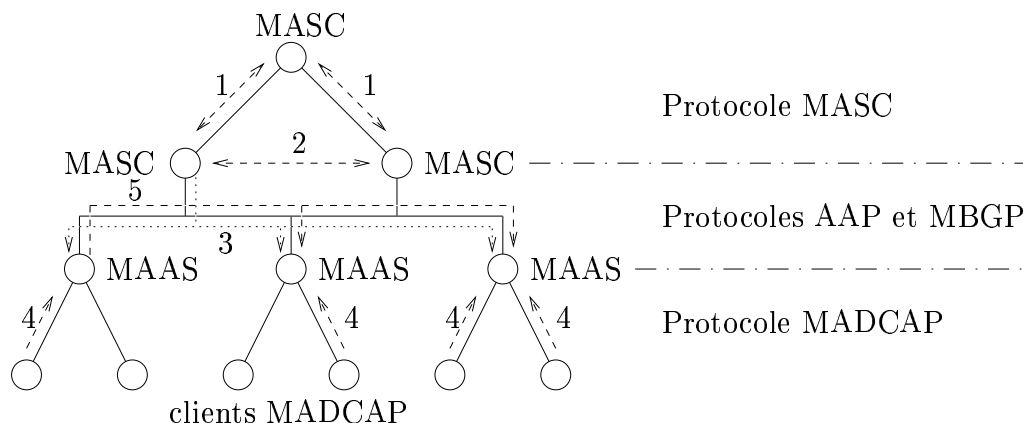 MASC
1
1
Protocole MASC
MASC
2
MASC
5
Protocoles AAP et MBGP
3
MAAS
MAAS
MAAS
4
4
4
4
Protocole MADCAP
clients MADCAP